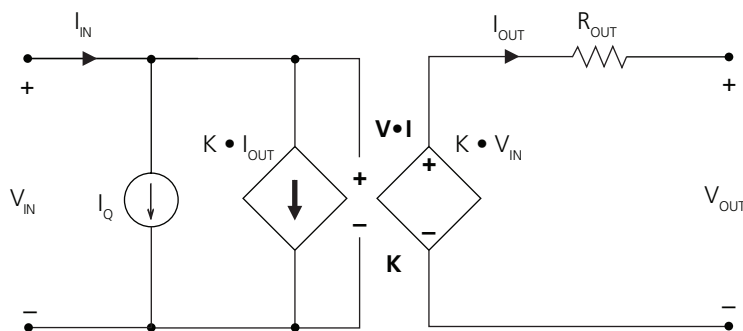 I_IN
I_OUT
R_OUT
+
+
V•I
K • I_OUT
K • V_IN
+
+
V_IN
I_Q
V_OUT
–
–
K
–
–